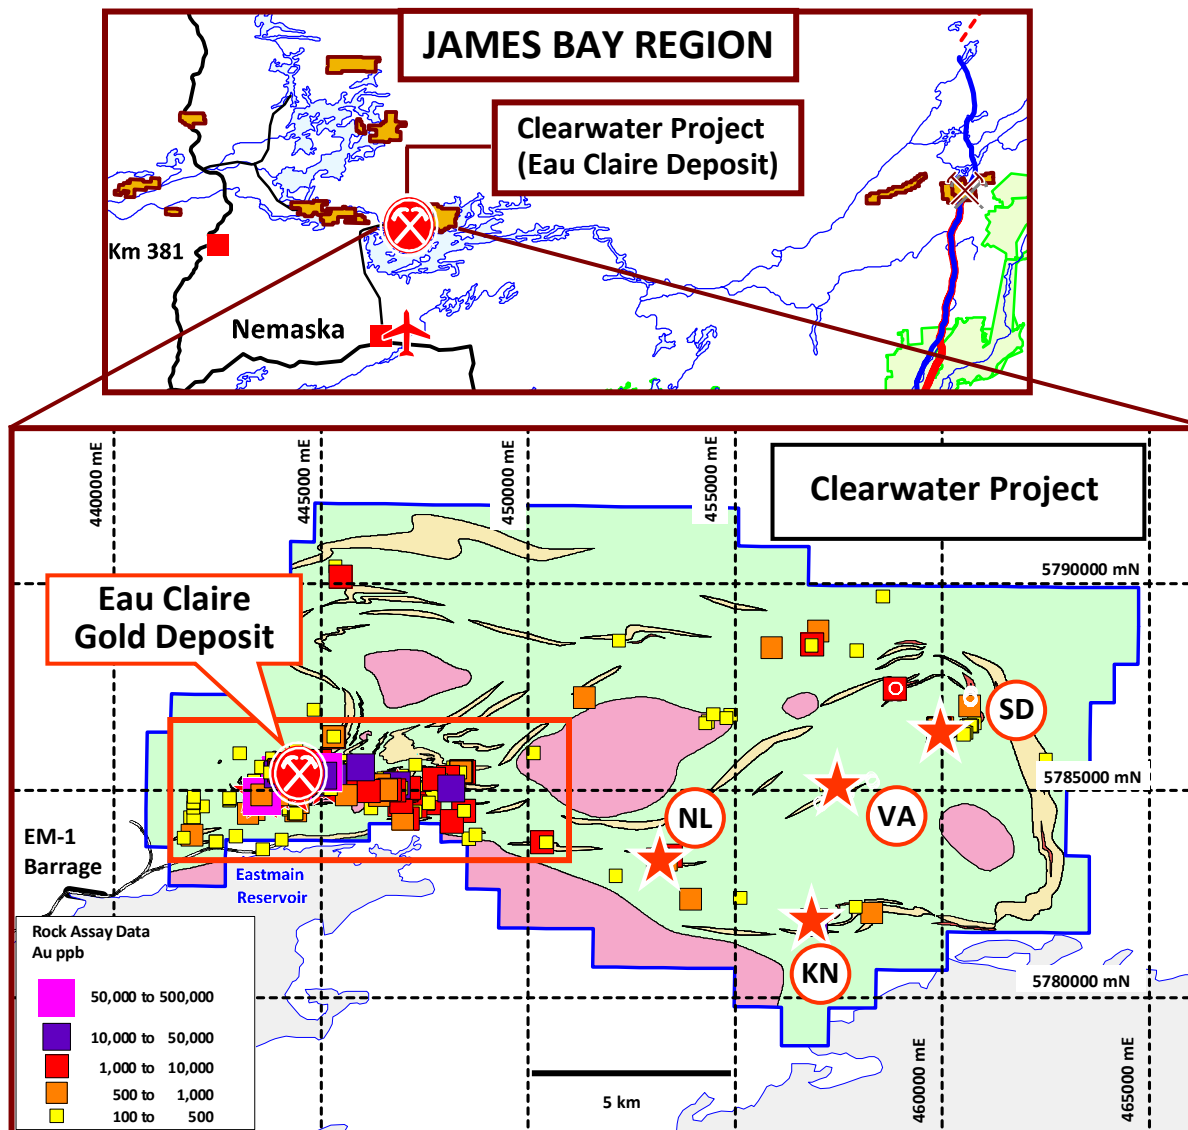 JAMES BAY REGION
Clearwater Project
(Eau Claire Deposit)
Km 381
Nemaska
Clearwater Project
440000 mE
445000 mE
450000 mE
455000 mE
5790000 mN
Eau Claire
Gold Deposit
SD
5785000 mN
NL
VA
EM-1
Barrage
Eastmain
Reservoir
KN
5780000 mN
Rock Assay Data
Au ppb
50,000 to 500,000
10,000 to 50,000
1,000 to 10,000
500 to 1,000
100 to 500
5 km
460000 mE
465000 mE